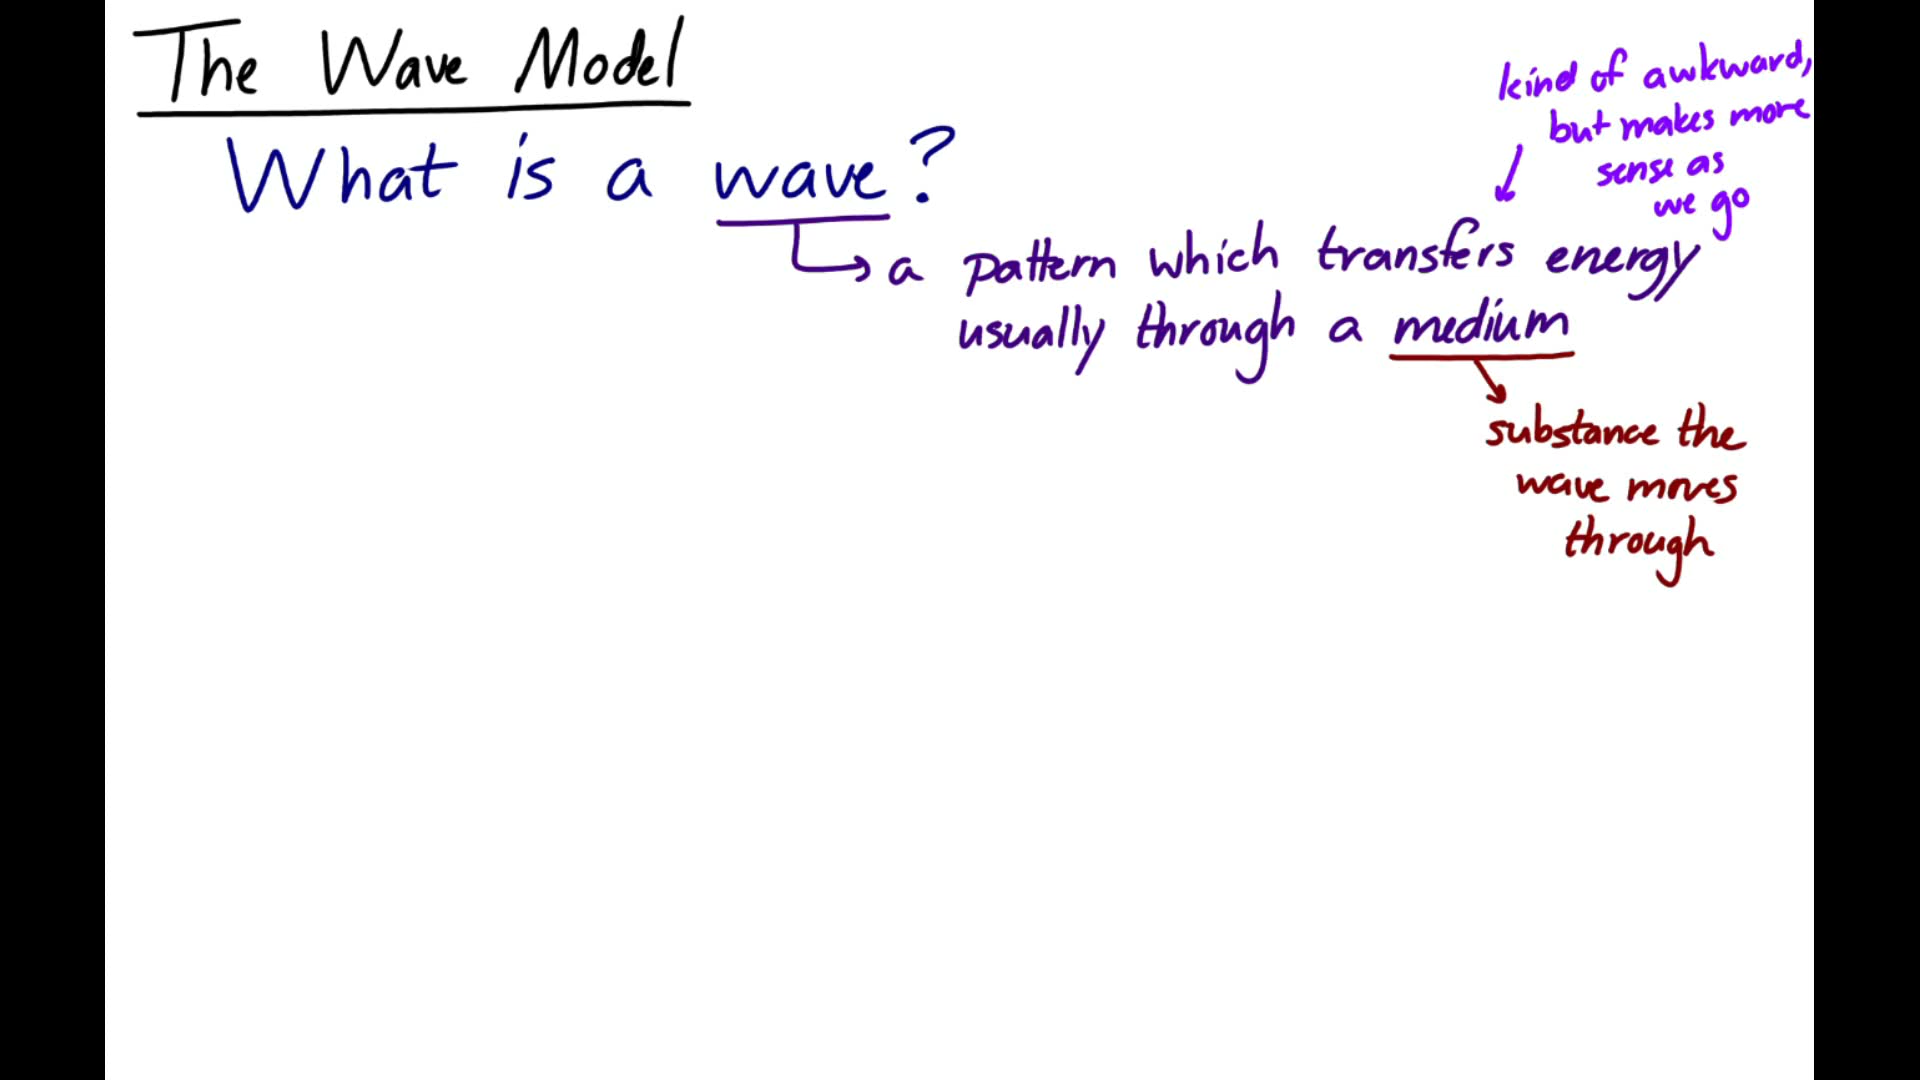 The Wave Model
What is a wave?
kind of awkward,
but makes more
sense as
we go
a pattern which transfers energy
usually through a medium
substance the
wave moves
through